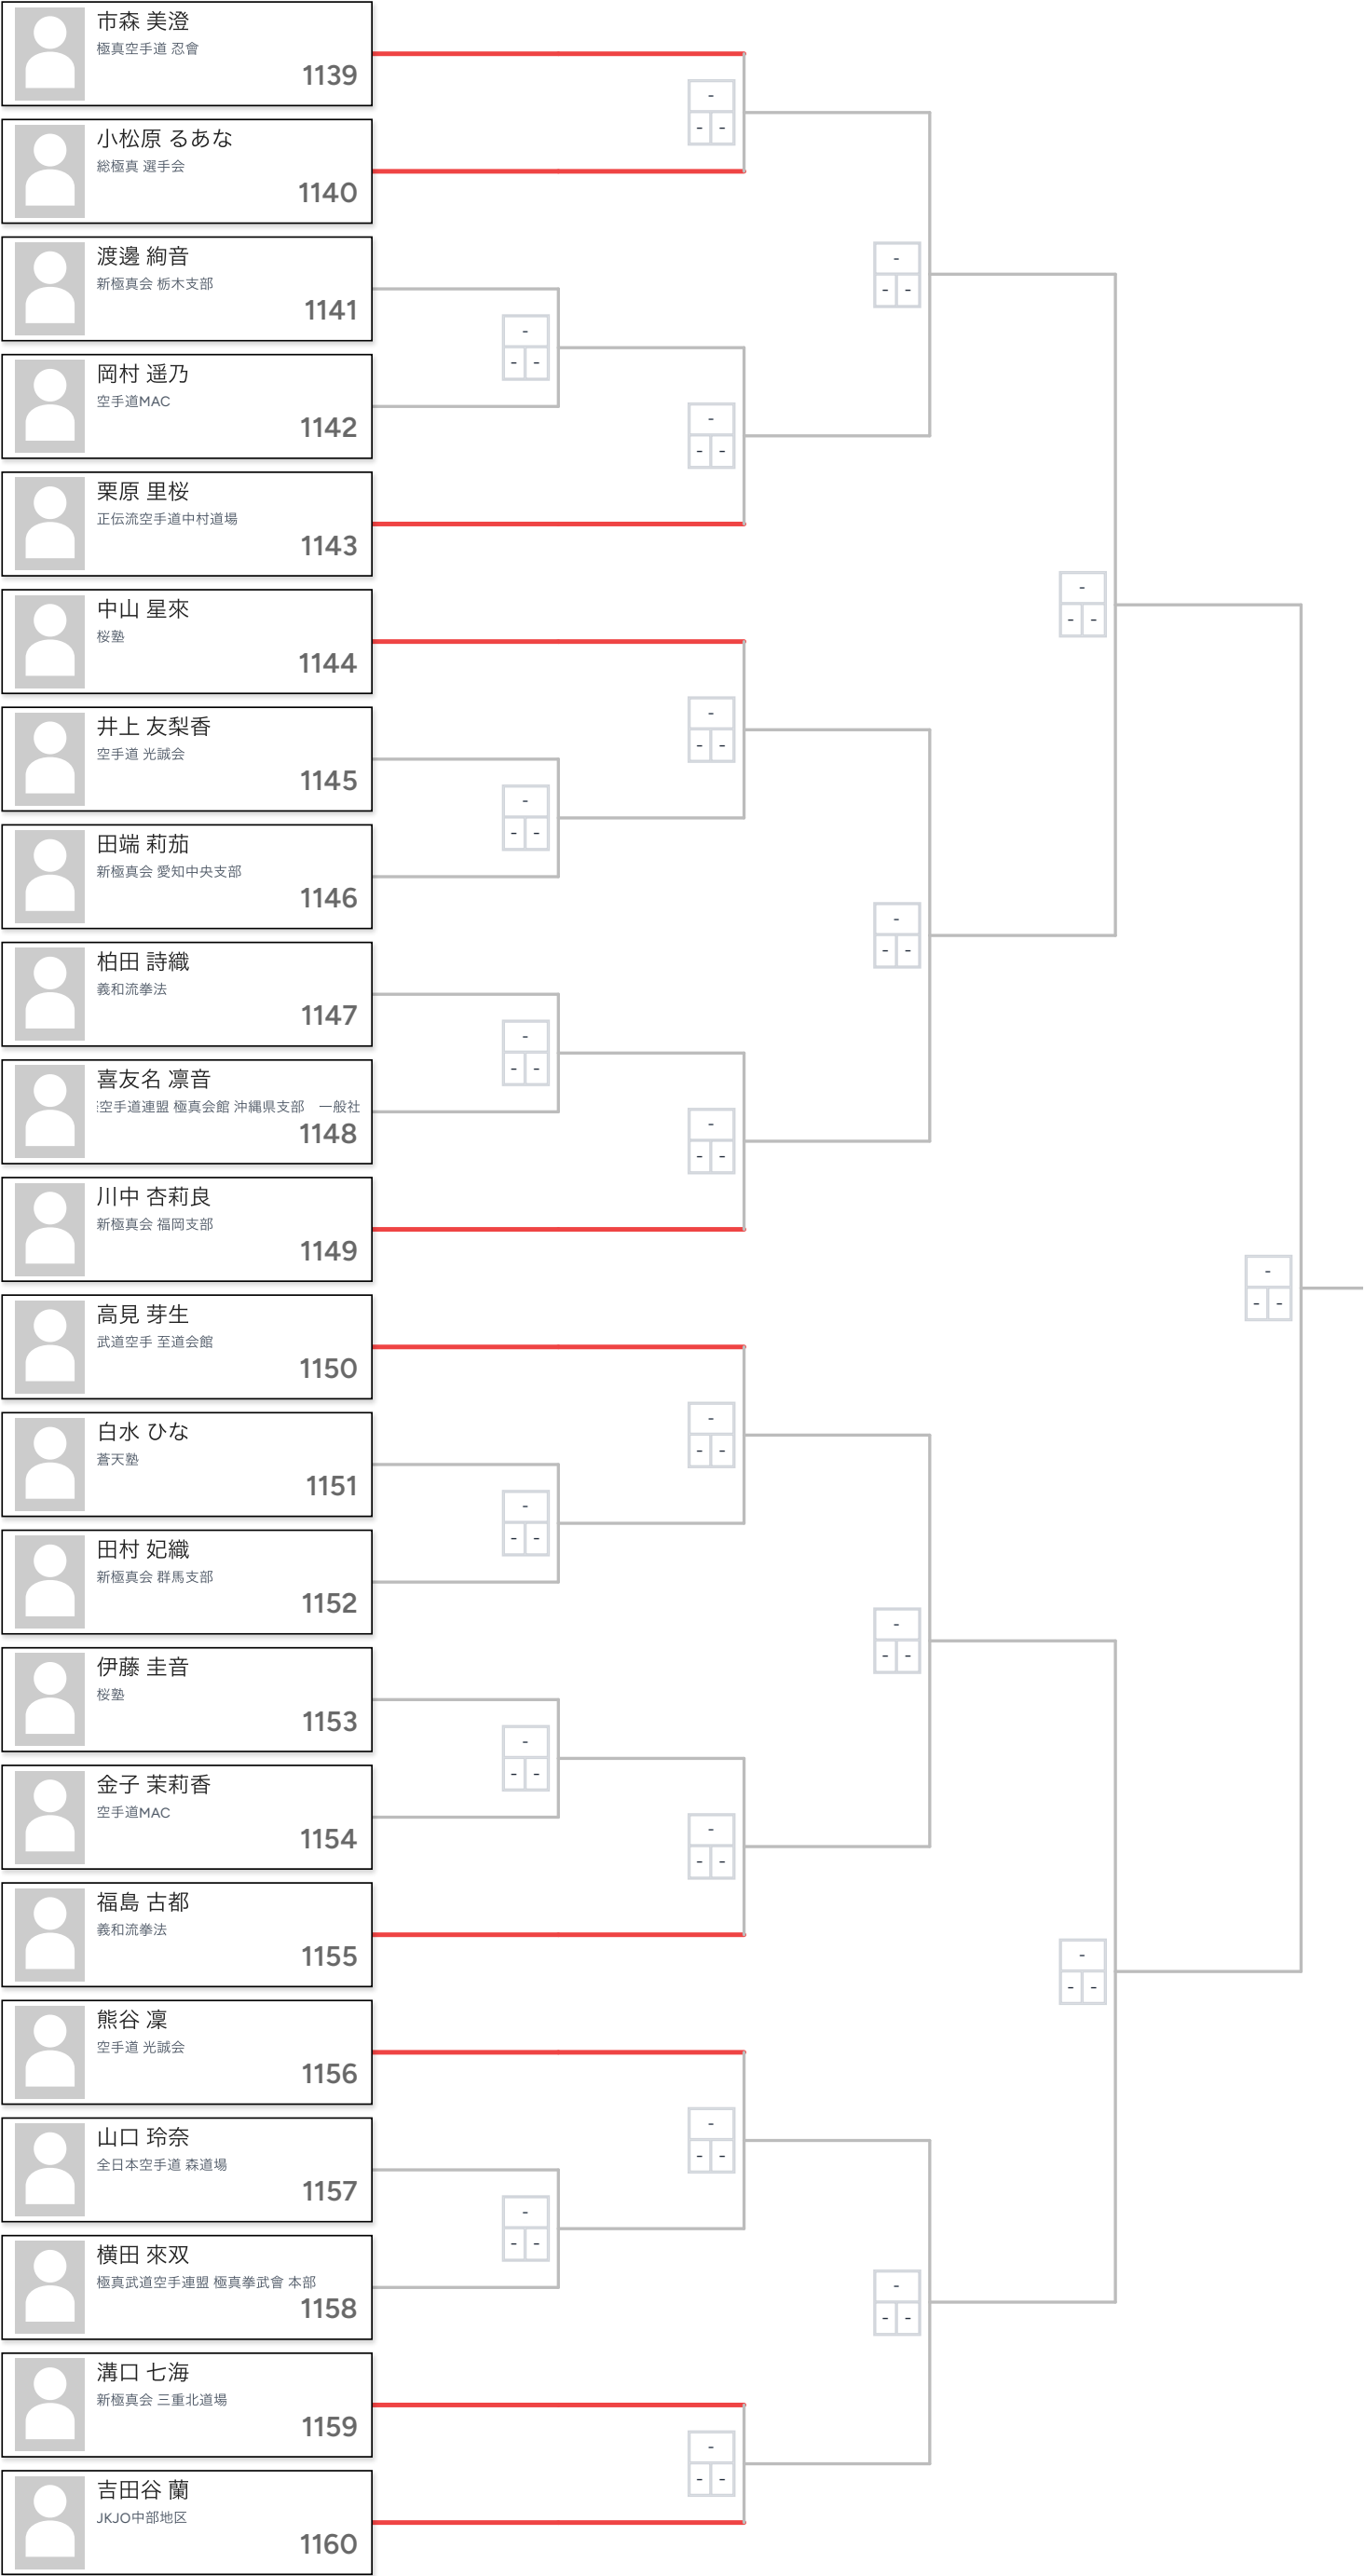 市森 美澄
極真空手道 忍會
1139
-
- -
小松原 るあな
総極真 選手会
1140
渡邊 絢音
新極真会 栃木支部
1141
-
- -
-
- -
岡村 遥乃
空手道MAC
1142
-
- -
栗原 里桜
正伝流空手道中村道場
1143
中山 星來
桜塾
1144
-
- -
井上 友梨香
空手道 光誠会
1145
-
- -
-
- -
田端 莉茄
新極真会 愛知中央支部
1146
-
- -
柏田 詩織
義和流拳法
1147
-
- -
喜友名 凛音
空手道連盟 極真会館 沖縄県支部　一般社
1148
-
- -
川中 杏莉良
新極真会 福岡支部
1149
-
- -
高見 芽生
武道空手 至道会館
1150
-
- -
白水 ひな
蒼天塾
1151
-
- -
田村 妃織
新極真会 群馬支部
1152
-
- -
伊藤 圭音
桜塾
1153
-
- -
金子 茉莉香
空手道MAC
1154
-
- -
福島 古都
義和流拳法
1155
-
- -
熊谷 凜
空手道 光誠会
1156
-
- -
山口 玲奈
全日本空手道 森道場
1157
-
- -
横田 來双
極真武道空手連盟 極真拳武會 本部
1158
-
- -
溝口 七海
新極真会 三重北道場
1159
-
- -
吉田谷 蘭
JKJO中部地区
1160